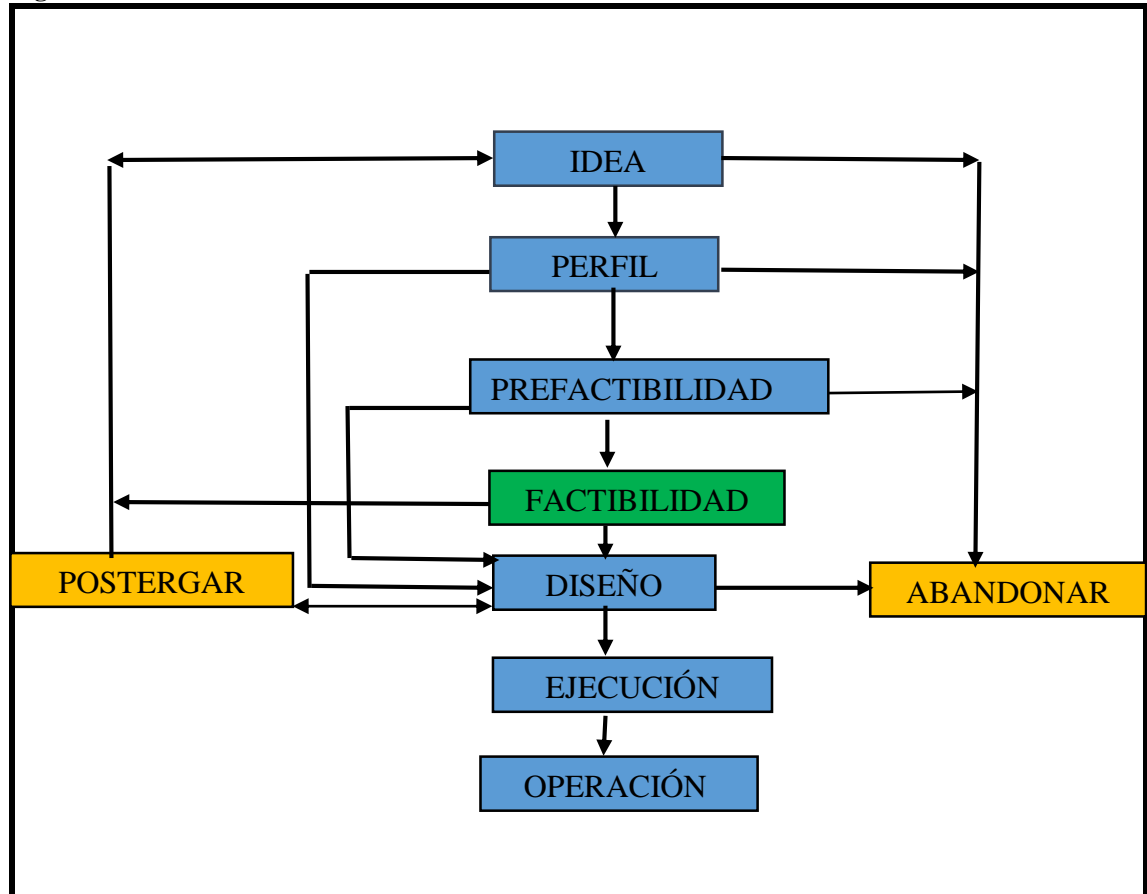 IDEA
PERFIL
PREFACTIBILIDAD
FACTIBILIDAD
POSTERGAR
DISEÑO
ABANDONAR
EJECUCIÓN
OPERACIÓN